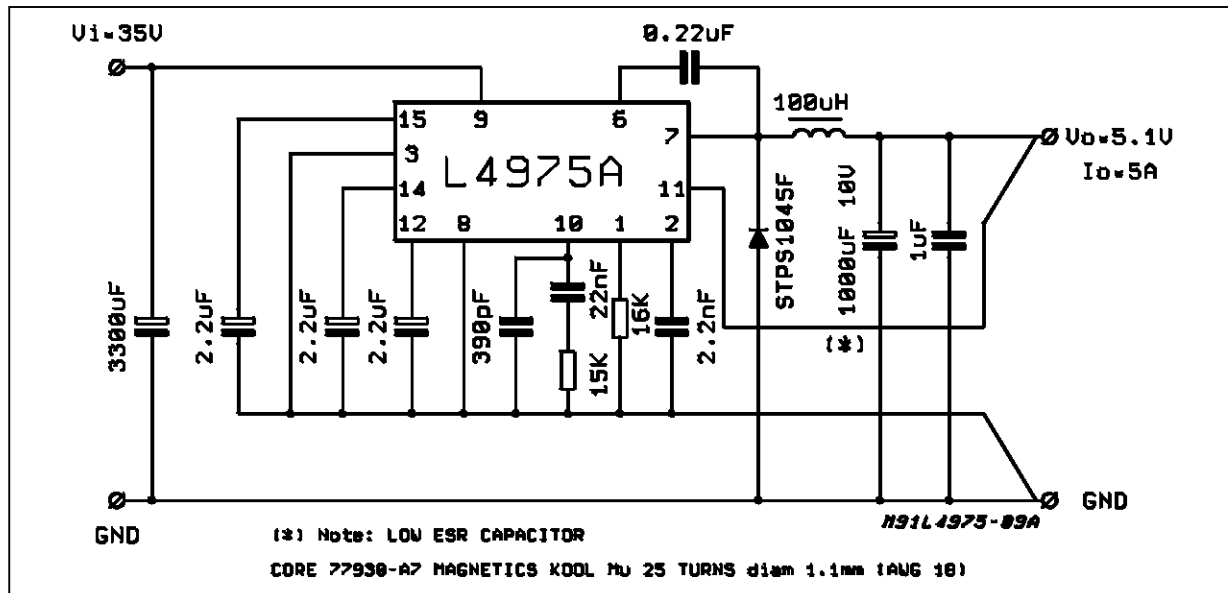 Vi=35V
0.22uF
100uH
15
9
6
7
Vo=5.1V
3
L4975A
Io=5A
14
11
12
8
10
1
2
STPS1045F
1000uF 10V
1uF
3300uF
2.2uF
2.2uF
2.2uF
390pF
22nF
16K
2.2nF
15K
(*)
GND
GND
M91L4975-09A
(*) Note: LOW ESR CAPACITOR
CORE 77930-A7 MAGNETICS KOOL Mu 25 TURNS diam 1.1mm (AWG 18)